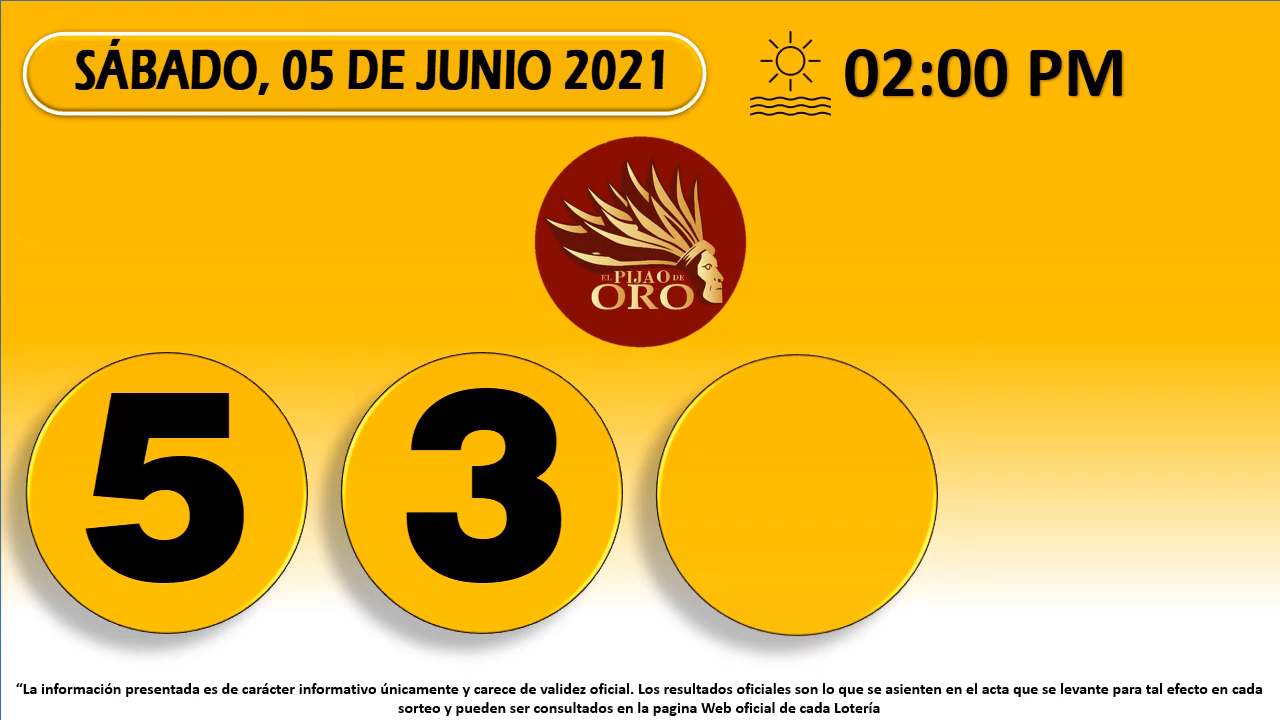 SÁBADO, 05 DE JUNIO 2021
02:00 PM
EL PIJAO DE
ORO
5 3
“La información presentada es de carácter informativo únicamente y carece de validez oficial. Los resultados oficiales son lo que se asienten en el acta que se levante para tal efecto en cada
sorteo y pueden ser consultados en la pagina Web oficial de cada Lotería